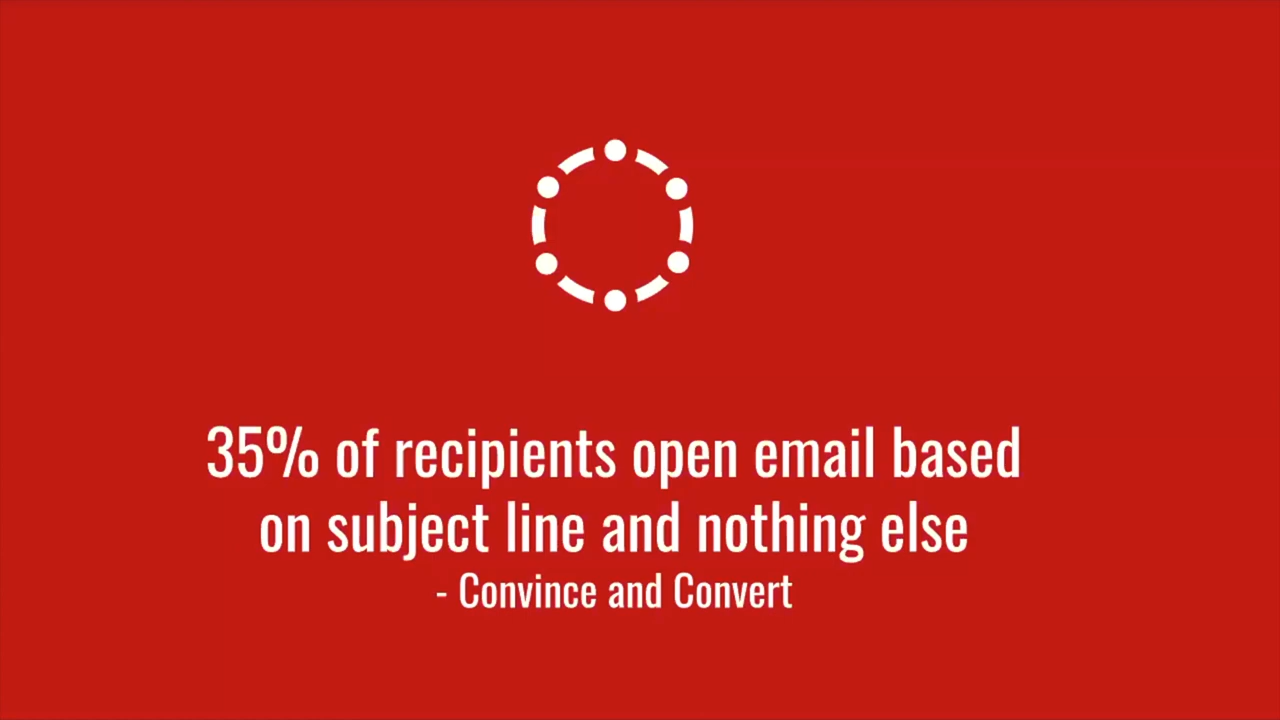 35% of recipients open email based
on subject line and nothing else
- Convince and Convert